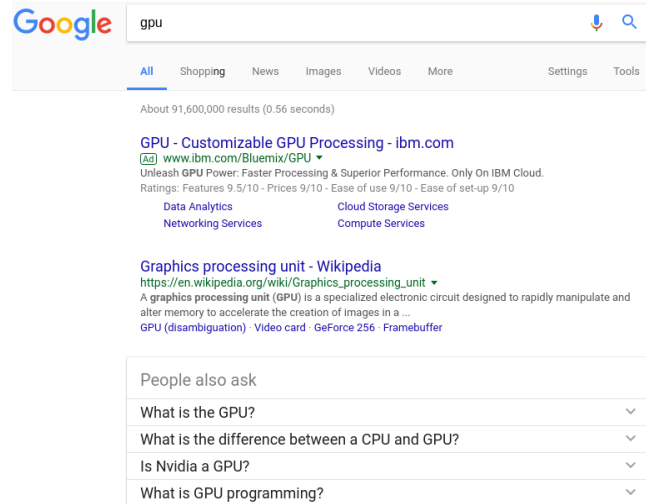 Google
gpu
All Shopping News Images Videos More Settings Tools
About 91,600,000 results (0.56 seconds)
GPU - Customizable GPU Processing - ibm.com
Ad www.ibm.com/Bluemix/GPU
Unleash GPU Power: Faster Processing & Superior Performance. Only On IBM Cloud.
Ratings: Features 9.5/10 - Prices 9/10 - Ease of use 9/10 - Ease of set-up 9/10
Data Analytics Cloud Storage Services
Networking Services Compute Services
Graphics processing unit - Wikipedia
https://en.wikipedia.org/wiki/Graphics_processing_unit
A graphics processing unit (GPU) is a specialized electronic circuit designed to rapidly manipulate and
alter memory to accelerate the creation of images in a ...
GPU (disambiguation) · Video card · GeForce 256 · Framebuffer
People also ask
What is the GPU?
What is the difference between a CPU and GPU?
Is Nvidia a GPU?
What is GPU programming?